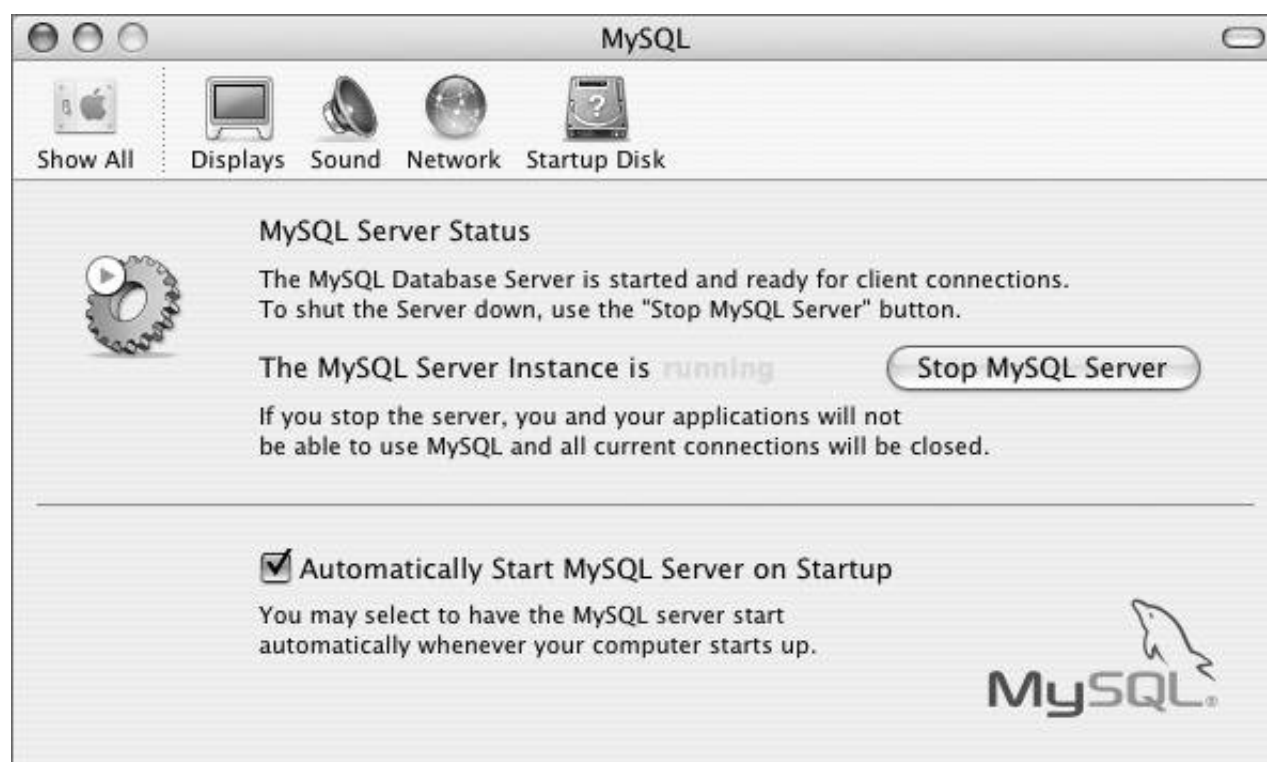 MySQL
Show All
Displays
Sound
Network
Startup Disk
MySQL Server Status
The MySQL Database Server is started and ready for client connections.
To shut the Server down, use the "Stop MySQL Server" button.
The MySQL Server Instance is running
Stop MySQL Server
If you stop the server, you and your applications will not
be able to use MySQL and all current connections will be closed.
Automatically Start MySQL Server on Startup
You may select to have the MySQL server start
automatically whenever your computer starts up.
MySQL®